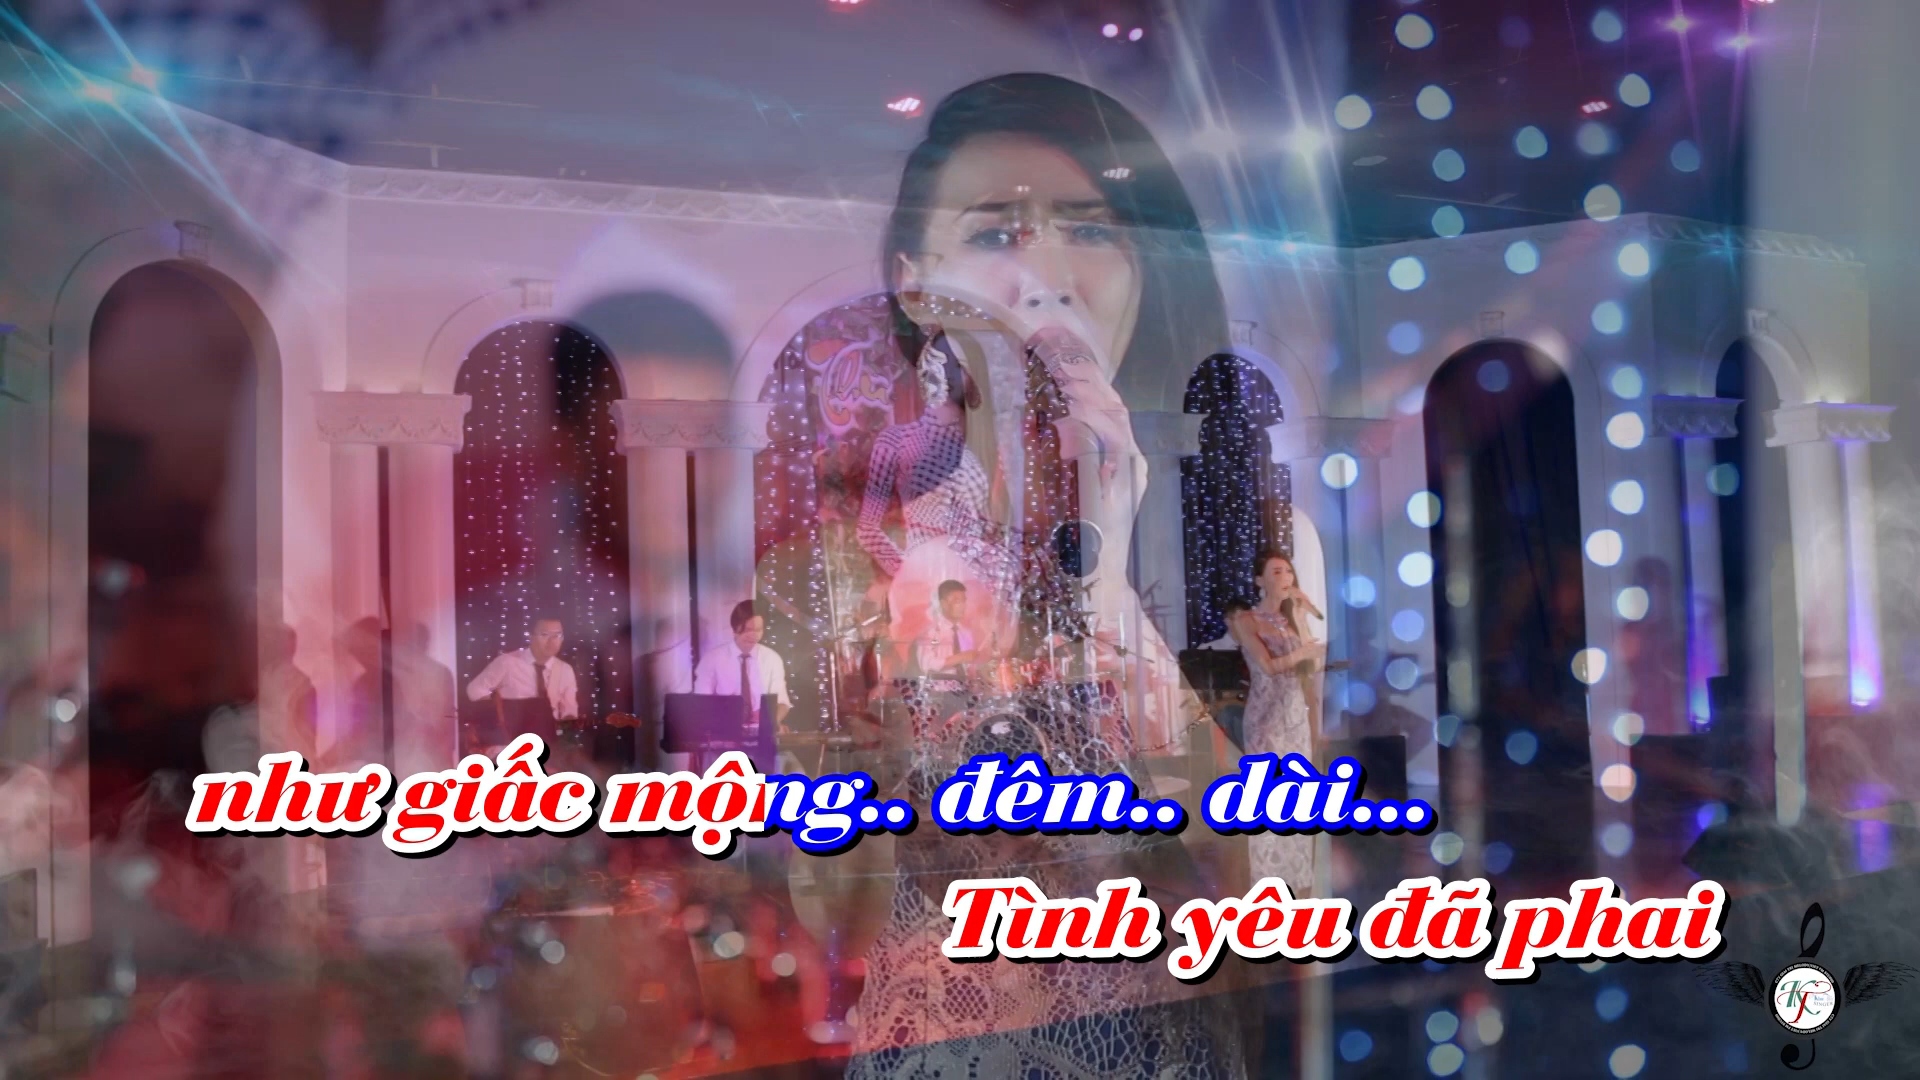 như giấc mộng.. đêm.. dài...
Tình yêu đã phai